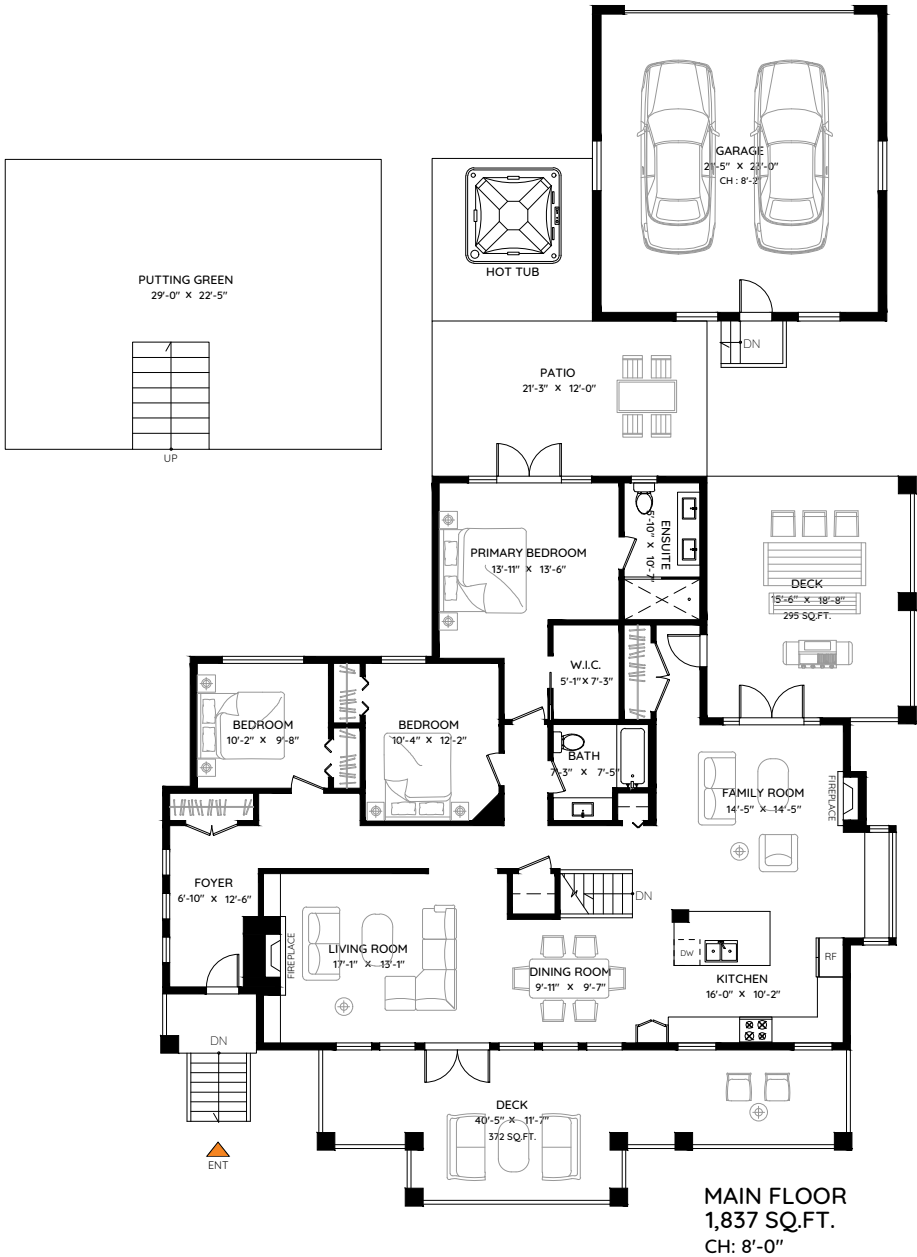 GARAGE
21'-5" X 23'-0"
CH : 8'-2"
PUTTING GREEN
29'-0" X 22'-5"
UP
HOT TUB
DN
PATIO
21'-3" X 12'-0"
PRIMARY BEDROOM
13'-11" X 13'-6"
ENSUITE
5'-10" X 10'-7"
DECK
15'-6" X 18'-8"
295 SQ.FT.
W.I.C.
5'-1" X 7'-3"
BEDROOM
10'-2" X 9'-8"
BEDROOM
10'-4" X 12'-2"
BATH
7'-3" X 7'-5"
FAMILY ROOM
14'-5" X 14'-5"
FIREPLACE
FOYER
6'-10" X 12'-6"
DN
FIREPLACE
LIVING ROOM
17'-1" X 13'-1"
DINING ROOM
9'-11" X 9'-7"
DW
RF
KITCHEN
16'-0" X 10'-2"
DN
ENT
DECK
40'-5" X 11'-7"
372 SQ.FT.
MAIN FLOOR
1,837 SQ.FT.
CH: 8'-0"